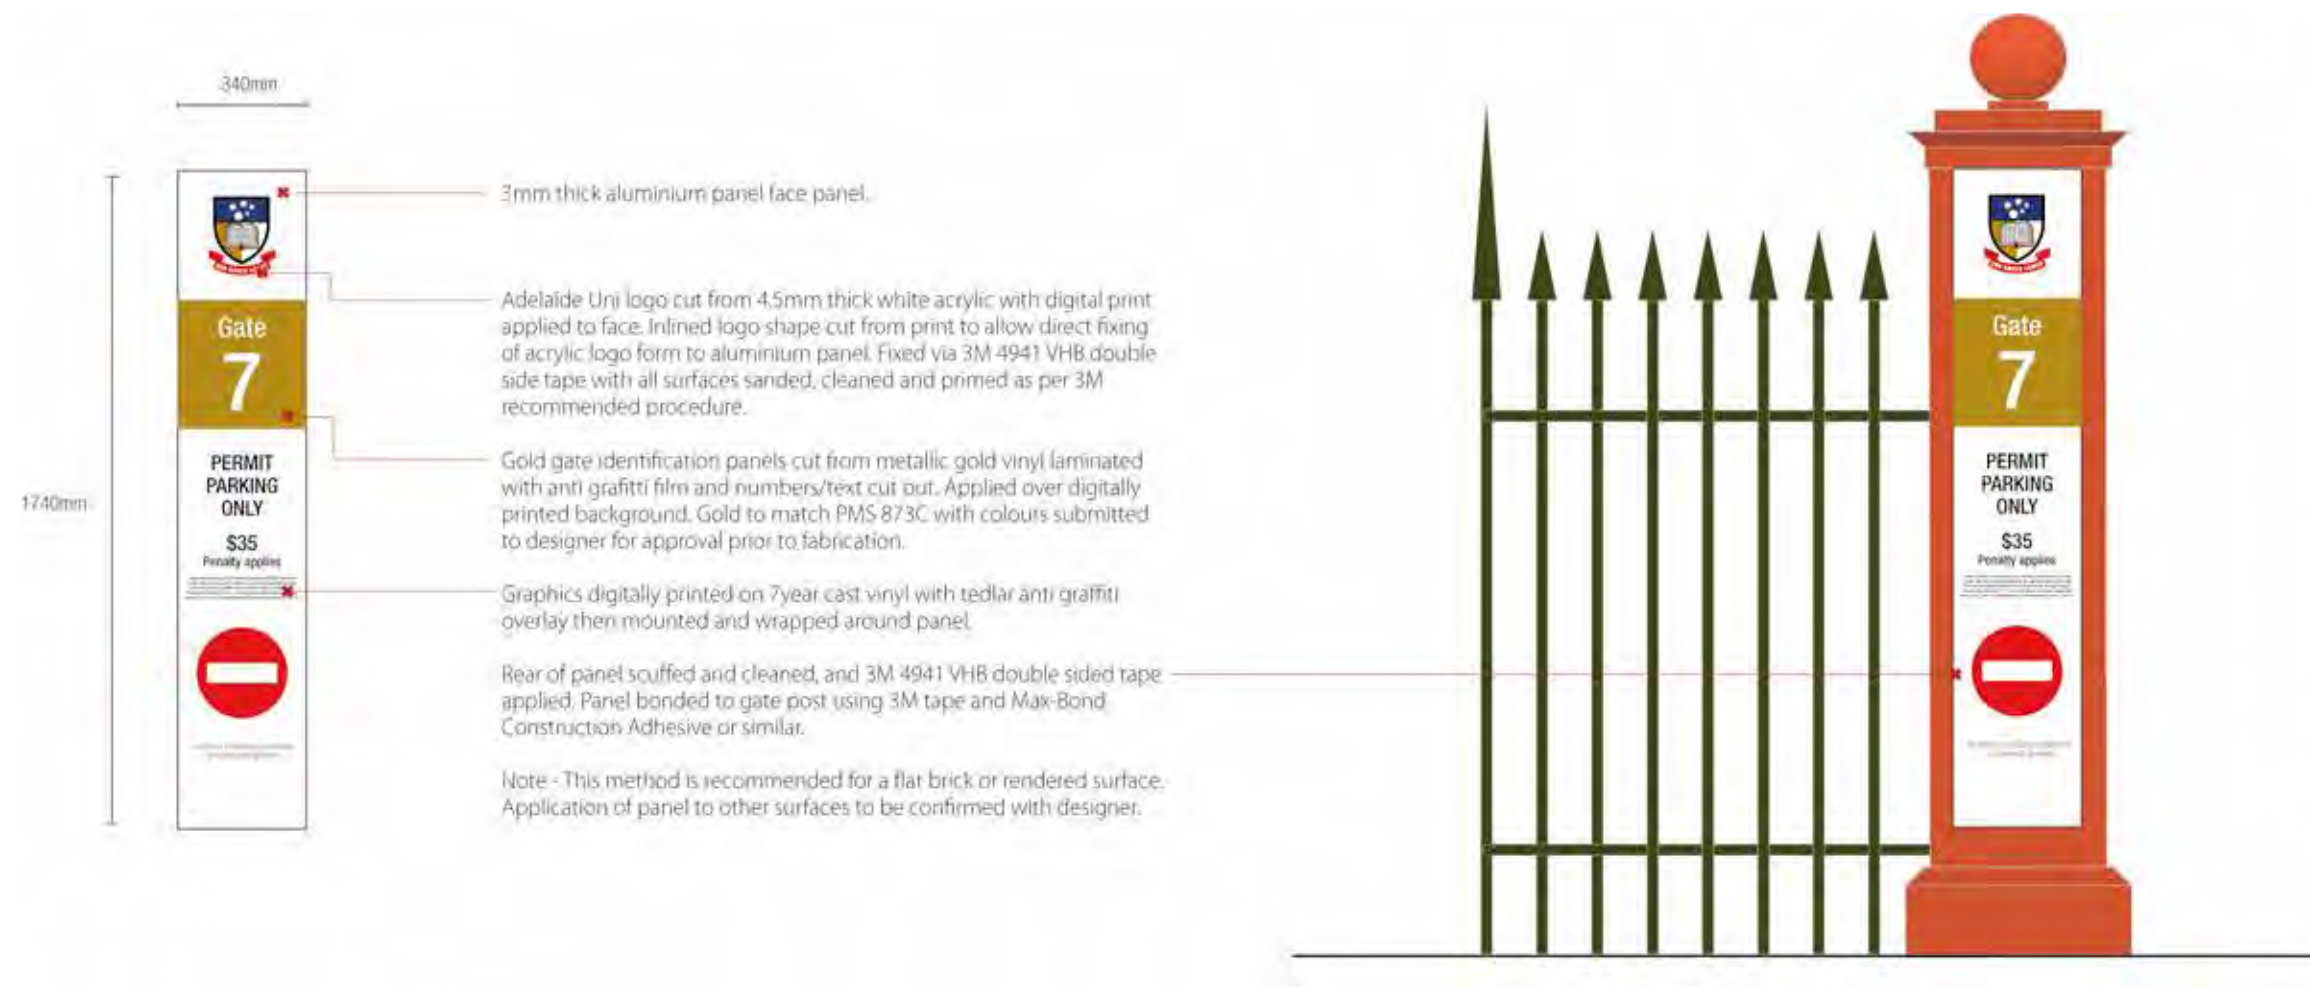 340mm
1740mm
Gate
7
PERMIT
PARKING
ONLY
$35
Penalty applies
3mm thick aluminium panel face panel.
Adelaide Uni logo cut from 4.5mm thick white acrylic with digital print
applied to face. Inlined logo shape cut from print to allow direct fixing
of acrylic logo form to aluminium panel. Fixed via 3M 4941 VHB double
side tape with all surfaces sanded, cleaned and primed as per 3M
recommended procedure.
Gold gate identification panels cut from metallic gold vinyl laminated
with anti grafitti film and numbers/text cut out. Applied over digitally
printed background. Gold to match PMS 873C with colours submitted
to designer for approval prior to fabrication.
Graphics digitally printed on 7year cast vinyl with tedlar anti graffiti
overlay then mounted and wrapped around panel.
Rear of panel scuffed and cleaned, and 3M 4941 VHB double sided tape
applied. Panel bonded to gate post using 3M tape and Max-Bond
Construction Adhesive or similar.
Note - This method is recommended for a flat brick or rendered surface.
Application of panel to other surfaces to be confirmed with designer.
Gate
7
PERMIT
PARKING
ONLY
$35
Penalty applies